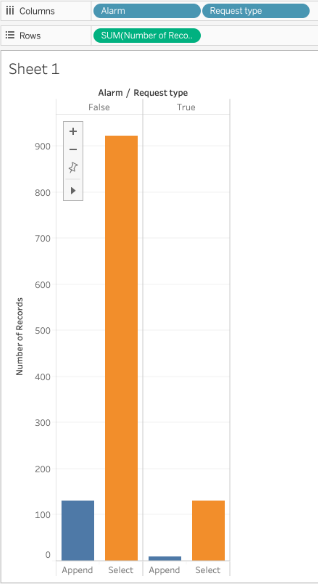 Columns Alarm Request type
Rows SUM(Number of Reco..
Sheet 1
Alarm / Request type
False True
900
800
700
600
500
400
300
200
100
0
Number of Records
Append Select Append Select